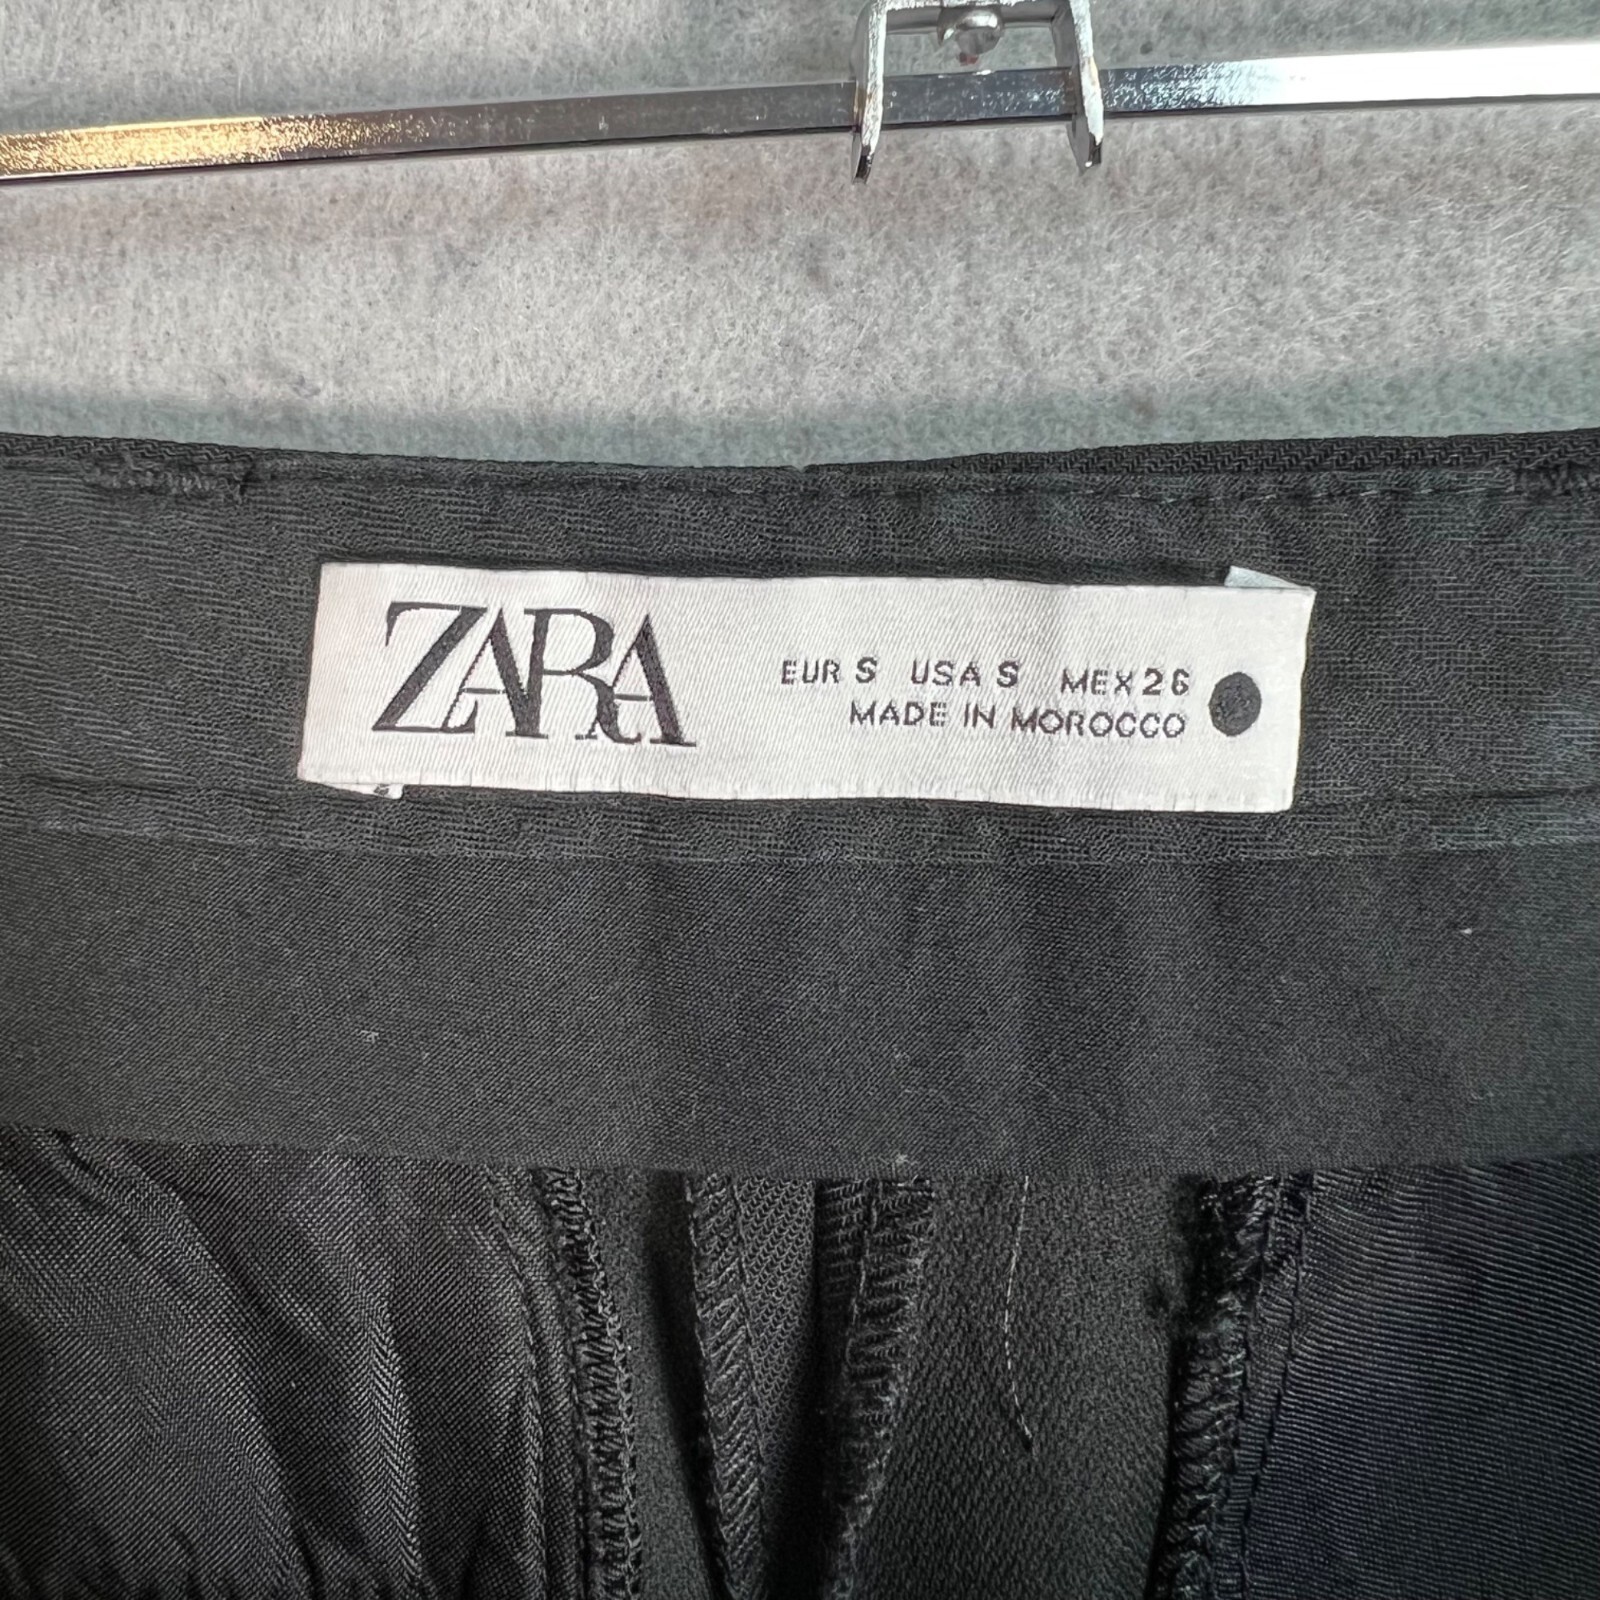 ZARA
EUR S USA S MEX 26
MADE IN MOROCCO